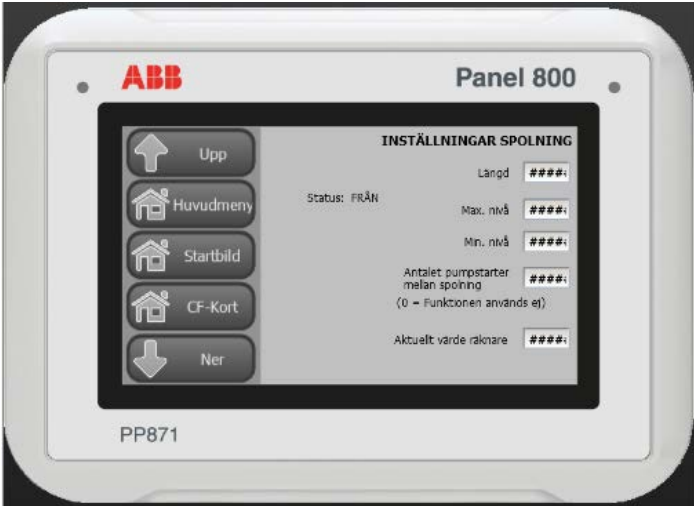 ABB
Panel 800
Upp
Huvudmeny
Startbild
CF-Kort
Ner
INSTÄLLNINGAR SPOLNING
Status: FRÅN
Längd ####
Max. nivå ####
Min. nivå ####
Antalet pumpstarter
mellan spolning ####
(0 = Funktionen används ej)
Aktuellt värde räknare ####
PP871